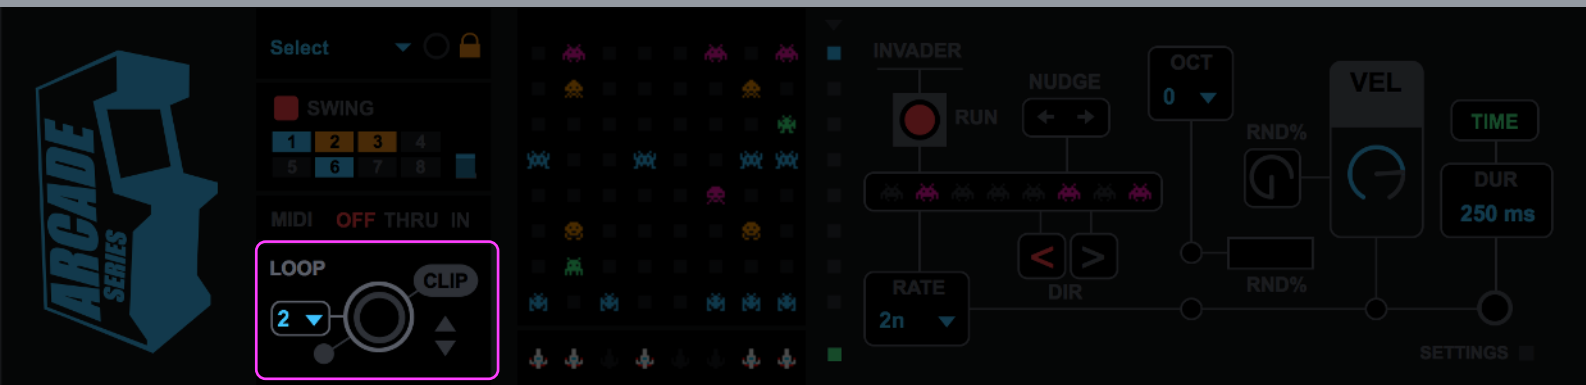 ARCADE
SERIES
Select
SWING
1 2 3 4
5 6 7 8
MIDI OFF THRU IN
LOOP
CLIP
2
INVADER
RUN
NUDGE
OCT
0
RND%
VEL
TIME
DUR
250 ms
< >
DIR
RND%
RATE
2n
SETTINGS